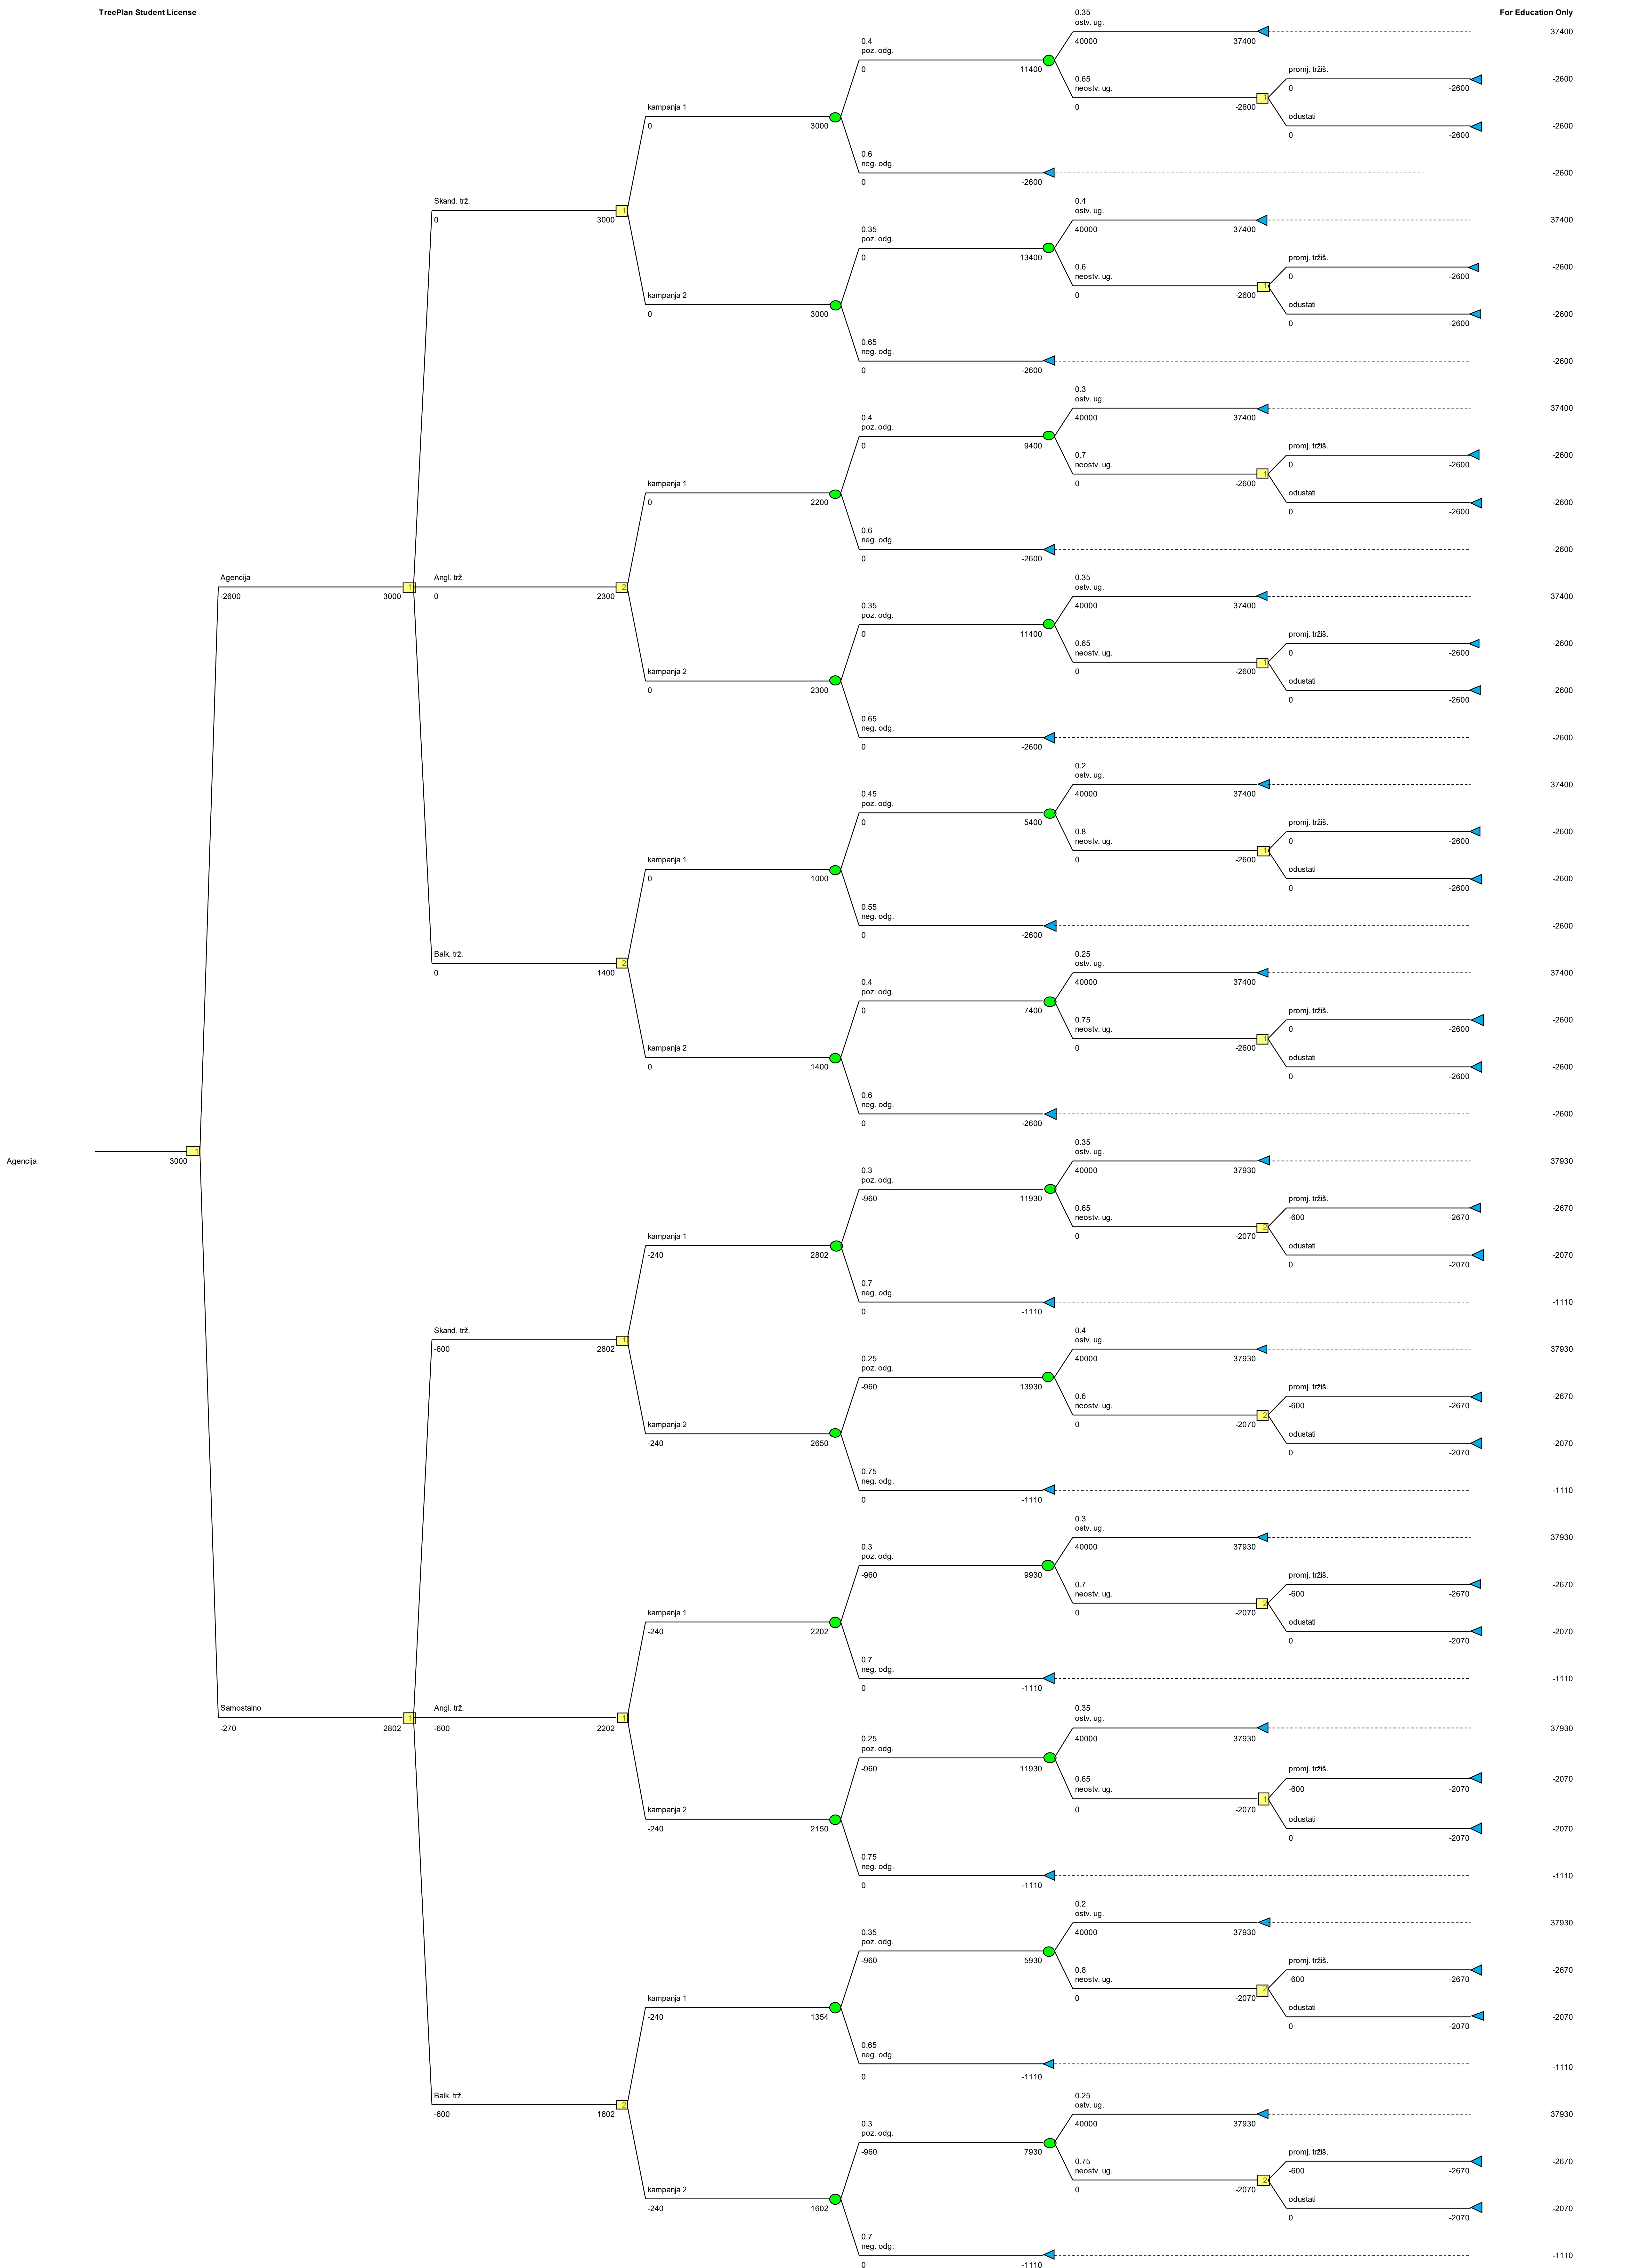 TreePlan Student License For Education Only
0.35
ostv. ug. 37400
0.4
poz. odg. 40000 37400
0 11400 promj. tržiš. -2600
0.65
neostv. ug. 0 -2600
kampanja 1 0 -2600 odustati
0 3000 -2600
0 -2600
0.6
neg. odg. -2600
0 -2600
Skand. trž. 0.4
ostv. ug.
0 3000 37400
0.35 40000 37400
poz. odg.
0 13400 promj. tržiš.
0.6 -2600
neostv. ug. 0 -2600
kampanja 2 0 -2600
odustati
0 3000 -2600
0 -2600
0.65
neg. odg. -2600
0 -2600
0.3
ostv. ug. 37400
0.4 40000 37400
poz. odg.
0 9400 promj. tržiš.
0.7 -2600
neostv. ug. 0 -2600
kampanja 1 0 -2600
odustati
0 2200 -2600
0 -2600
0.6
neg. odg. -2600
0 -2600
Agencija Angl. trž. 0.35
ostv. ug.
-2600 3000 0 2300 37400
0.35 40000 37400
poz. odg.
0 11400 promj. tržiš.
0.65 -2600
neostv. ug. 0 -2600
kampanja 2 0 -2600
odustati
0 2300 -2600
0 -2600
0.65
neg. odg. -2600
0 -2600
0.2
ostv. ug. 37400
0.45 40000 37400
poz. odg.
0 5400 promj. tržiš.
0.8 -2600
neostv. ug. 0 -2600
kampanja 1 0 -2600
odustati
0 1000 -2600
0 -2600
0.55
neg. odg. -2600
0 -2600
Balk. trž. 0.25
ostv. ug.
0 1400 37400
0.4 40000 37400
poz. odg.
0 7400 promj. tržiš.
0.75 -2600
neostv. ug. 0 -2600
kampanja 2 0 -2600
odustati
0 1400 -2600
0 -2600
0.6
neg. odg. -2600
0 -2600
0.35
ostv. ug.
Agencija 3000 37930
0.3 40000 37930
poz. odg.
-960 11930 promj. tržiš.
0.65 -2670
neostv. ug. -600 -2670
kampanja 1 0 -2070
odustati
-240 2802 -2070
0 -2070
0.7
neg. odg. -1110
0 -1110
Skand. trž. 0.4
ostv. ug.
-600 2802 37930
0.25 40000 37930
poz. odg.
-960 13930 promj. tržiš.
0.6 -2670
neostv. ug. -600 -2670
kampanja 2 0 -2070
odustati
-240 2650 -2070
0 -2070
0.75
neg. odg. -1110
0 -1110
0.3
ostv. ug. 37930
0.3 40000 37930
poz. odg.
-960 9930 promj. tržiš.
0.7 -2670
neostv. ug. -600 -2670
kampanja 1 0 -2070
odustati
-240 2202 -2070
0 -2070
0.7
neg. odg. -1110
0 -1110
Samostalno Angl. trž. 0.35
ostv. ug.
-270 2802 -600 2202 37930
0.25 40000 37930
poz. odg.
-960 11930 promj. tržiš.
0.65 -2070
neostv. ug. -600 -2070
kampanja 2 0 -2070
odustati
-240 2150 -2070
0 -2070
0.75
neg. odg. -1110
0 -1110
0.2
ostv. ug. 37930
0.35 40000 37930
poz. odg.
-960 5930 promj. tržiš.
0.8 -2670
neostv. ug. -600 -2670
kampanja 1 0 -2070
odustati
-240 1354 -2070
0 -2070
0.65
neg. odg. -1110
0 -1110
Balk. trž. 0.25
ostv. ug.
-600 1602 37930
0.3 40000 37930
poz. odg.
-960 7930 promj. tržiš.
0.75 -2670
neostv. ug. -600 -2670
kampanja 2 0 -2070
odustati
-240 1602 -2070
0 -2070
0.7
neg. odg. -1110
0 -1110